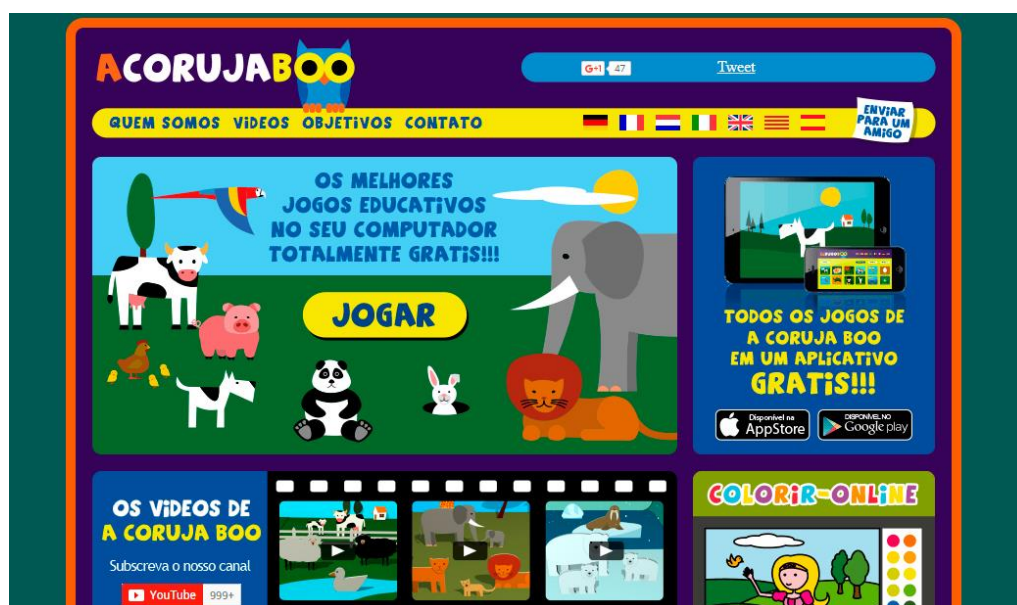 ACORUJABOO
G+1 47
Tweet
QUEM SOMOS VIDEOS OBJETIVOS CONTATO
ENVIAR
PARA UM
AMIGO
OS MELHORES
JOGOS EDUCATIVOS
NO SEU COMPUTADOR
TOTALMENTE GRATIS!!!
JOGAR
TODOS OS JOGOS DE
A CORUJA BOO
EM UM APLICATIVO
GRATIS!!!
Disponível na
AppStore
DISPONÍVEL NO
Google play
OS VIDEOS DE
A CORUJA BOO
Subscreva o nosso canal
YouTube 999+
COLORIR-ONLINE